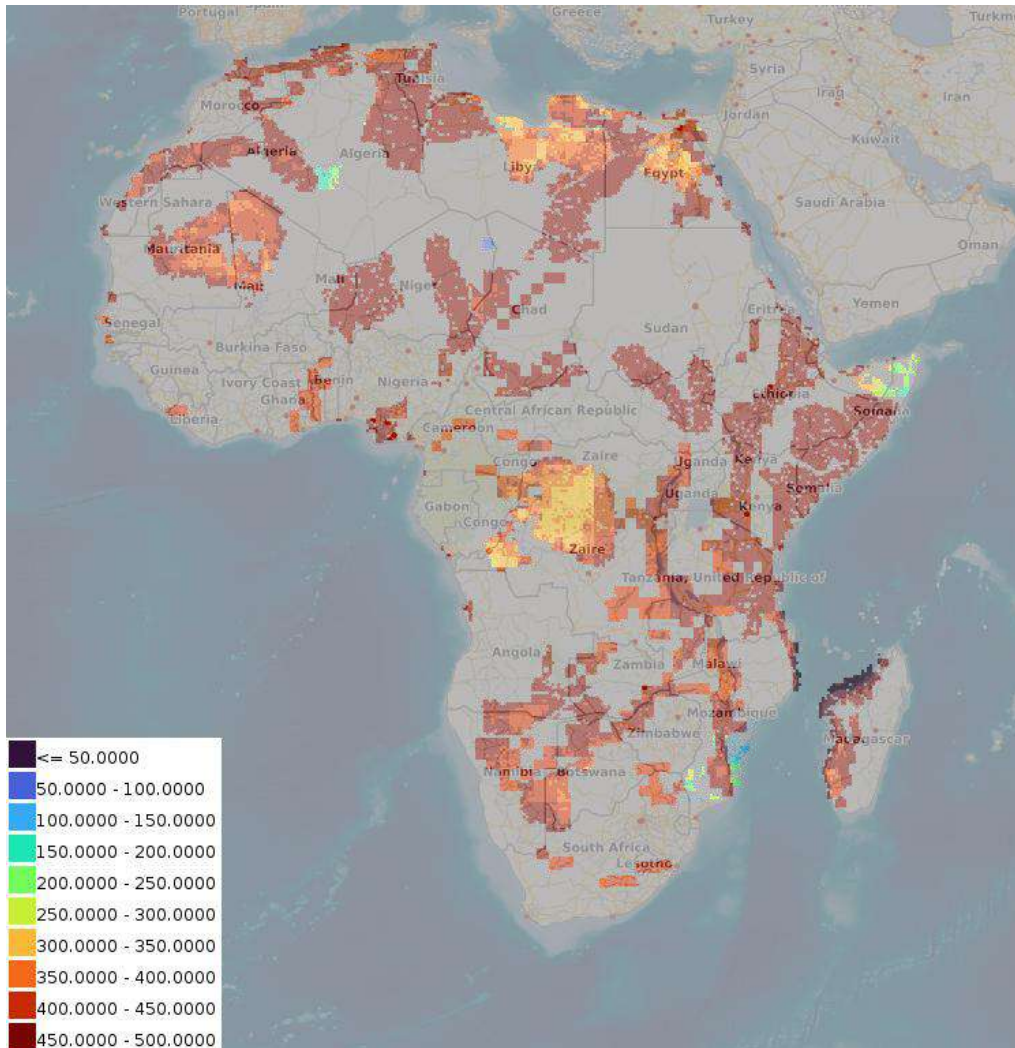 Portugal
Greece
Turkey
Turkm
Tunisia
Syria
Iraq
Iran
Morocco
Jordan
Kuwait
Algeria
Algeria
Liby
Egypt
Western Sahara
Saudi Arabia
Oman
Mauritania
Mali
Mali
Niger
Chad
Sudan
Eritrea
Yemen
Senegal
Burkina Faso
Guinea
Ivory Coast
Benin
Nigeria
Ghana
Liberia
Ethiopia
Somalia
Central African Republic
Cameroon
Congo
Zaire
Uganda
Kenya
Somalia
Uganda
Gabon
Kenya
Congo
Zaire
Tanzania, United Republic of
Angola
Zambia
Malawi
Mozambique
Zimbabwe
Madagascar
Namibia
Botswana
South Africa
Lesotho
<= 50.0000
50.0000 - 100.0000
100.0000 - 150.0000
150.0000 - 200.0000
200.0000 - 250.0000
250.0000 - 300.0000
300.0000 - 350.0000
350.0000 - 400.0000
400.0000 - 450.0000
450.0000 - 500.0000